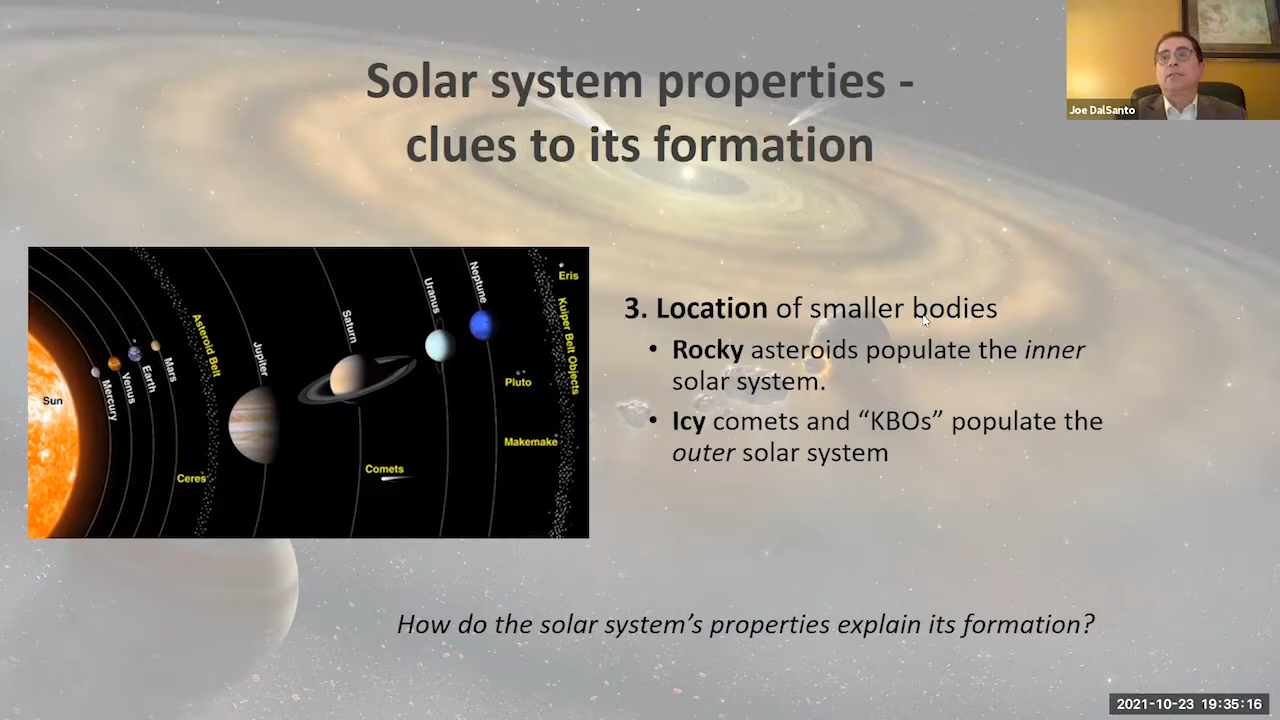 Solar system properties -
clues to its formation
Joe DalSanto
Sun
Mercury
Venus
Earth
Mars
Asteroid Belt
Ceres
Jupiter
Saturn
Comets
Uranus
Neptune
Pluto
Makemake
Eris
Kuiper Belt Objects
3. Location of smaller bodies
• Rocky asteroids populate the inner
solar system.
• Icy comets and “KBOs” populate the
outer solar system
How do the solar system’s properties explain its formation?
2021-10-23 19:35:16